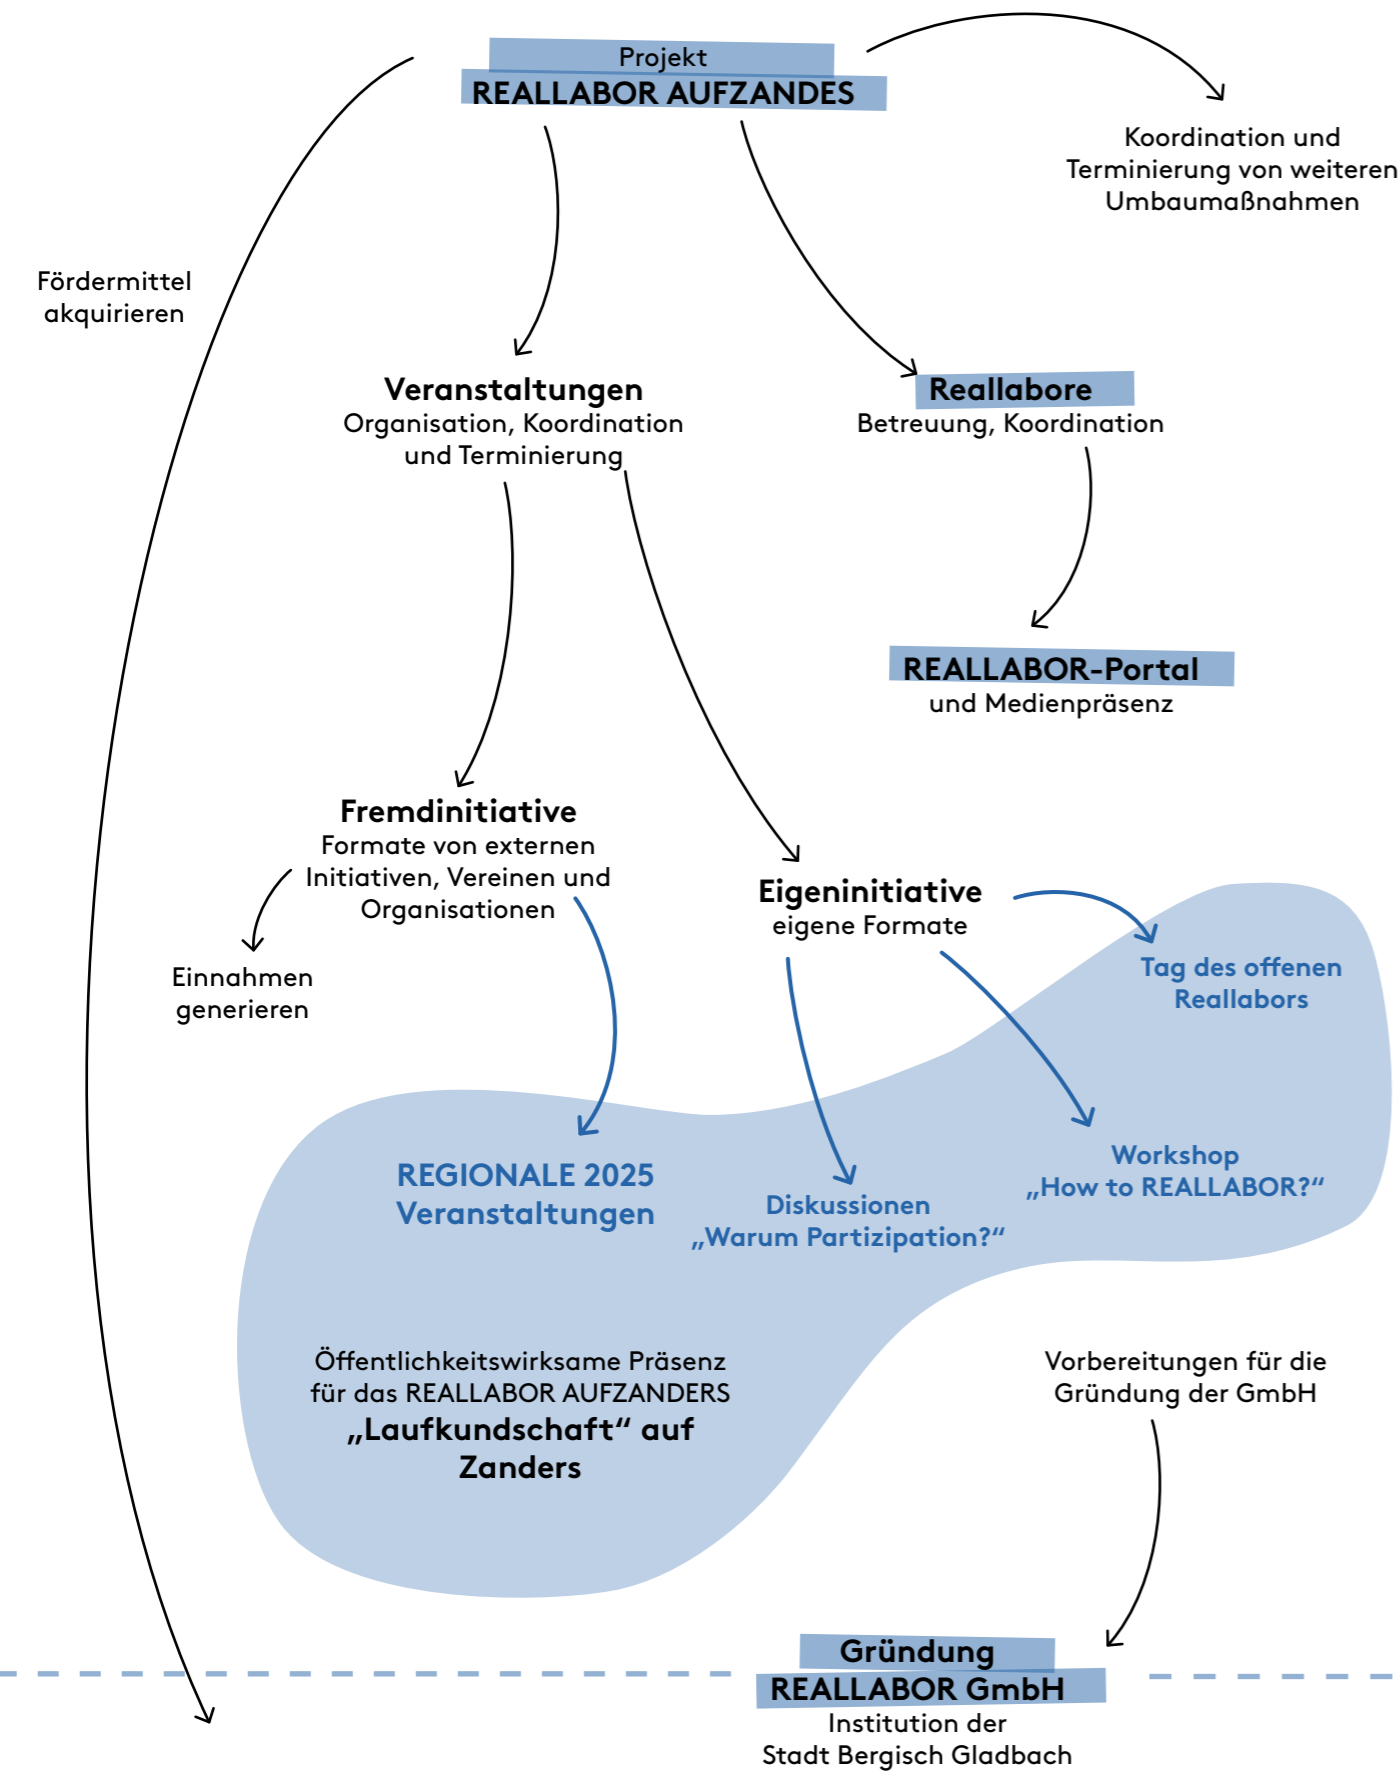 Projekt
REALLABOR AUFZANDES
Koordination und
Terminierung von weiteren
Umbaumaßnahmen
Fördermittel
akquirieren
Veranstaltungen
Organisation, Koordination
und Terminierung
Reallabore
Betreuung, Koordination
REALLABOR-Portal
und Medienpräsenz
Fremdinitiative
Formate von externen
Initiativen, Vereinen und
Organisationen
Eigeninitiative
eigene Formate
Einnahmen
generieren
Tag des offenen
Reallabors
REGIONALE 2025
Veranstaltungen
Diskussionen
„Warum Partizipation?“
Workshop
„How to REALLABOR?“
Öffentlichkeitswirksame Präsenz
für das REALLABOR AUFZANDERS
„Laufkundschaft“ auf
Zanders
Vorbereitungen für die
Gründung der GmbH
Gründung
REALLABOR GmbH
Institution der
Stadt Bergisch Gladbach